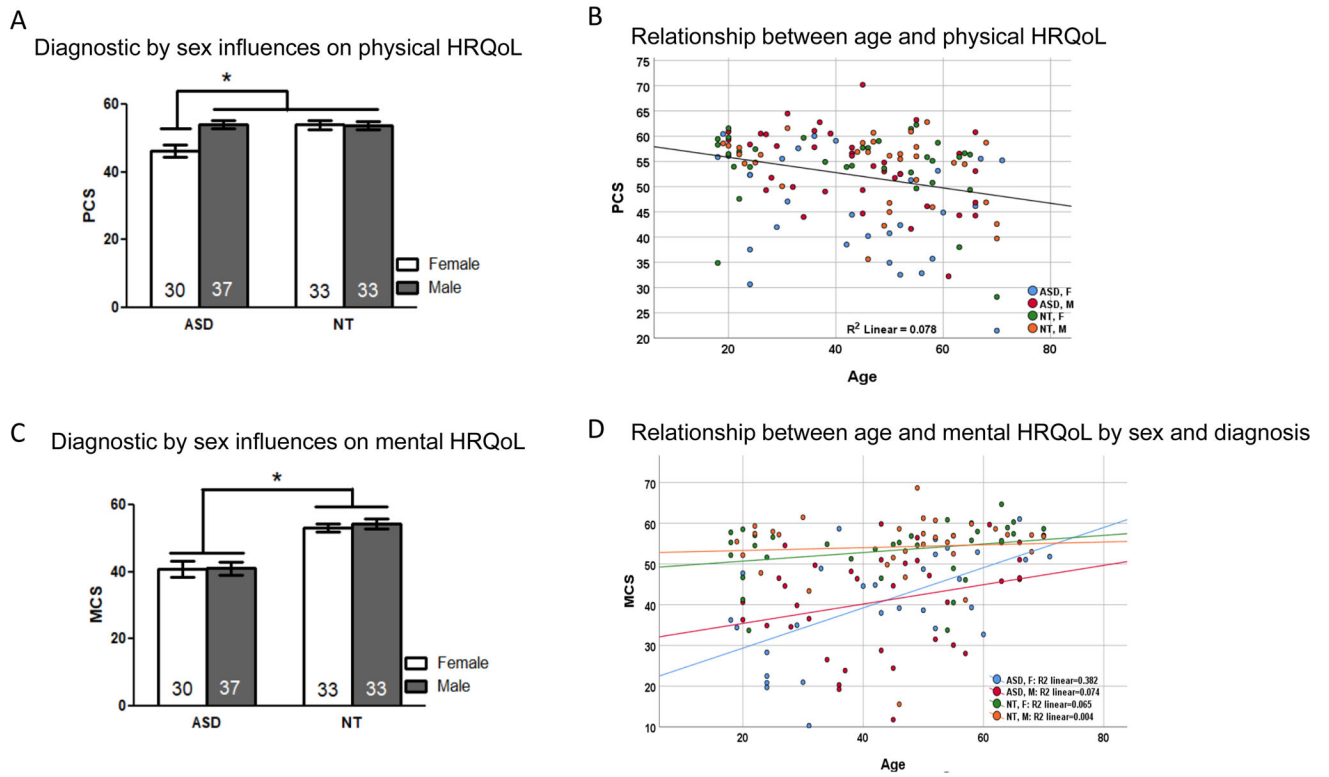 A
Diagnostic by sex influences on physical HRQoL
*
60
40
20
0
PCS
30
37
33
33
Female
Male
ASD
NT
B
Relationship between age and physical HRQoL
75
70
65
60
55
50
45
40
35
30
25
20
PCS
ASD, F
ASD, M
NT, F
NT, M
R2 Linear = 0.078
20
40
60
80
Age
C
Diagnostic by sex influences on mental HRQoL
*
60
40
20
0
MCS
30
37
33
33
Female
Male
ASD
NT
D
Relationship between age and mental HRQoL by sex and diagnosis
70
60
50
40
30
20
10
MCS
ASD, F: R2 linear=0.382
ASD, M: R2 linear=0.074
NT, F: R2 linear=0.065
NT, M: R2 linear=0.004
20
40
60
80
Age